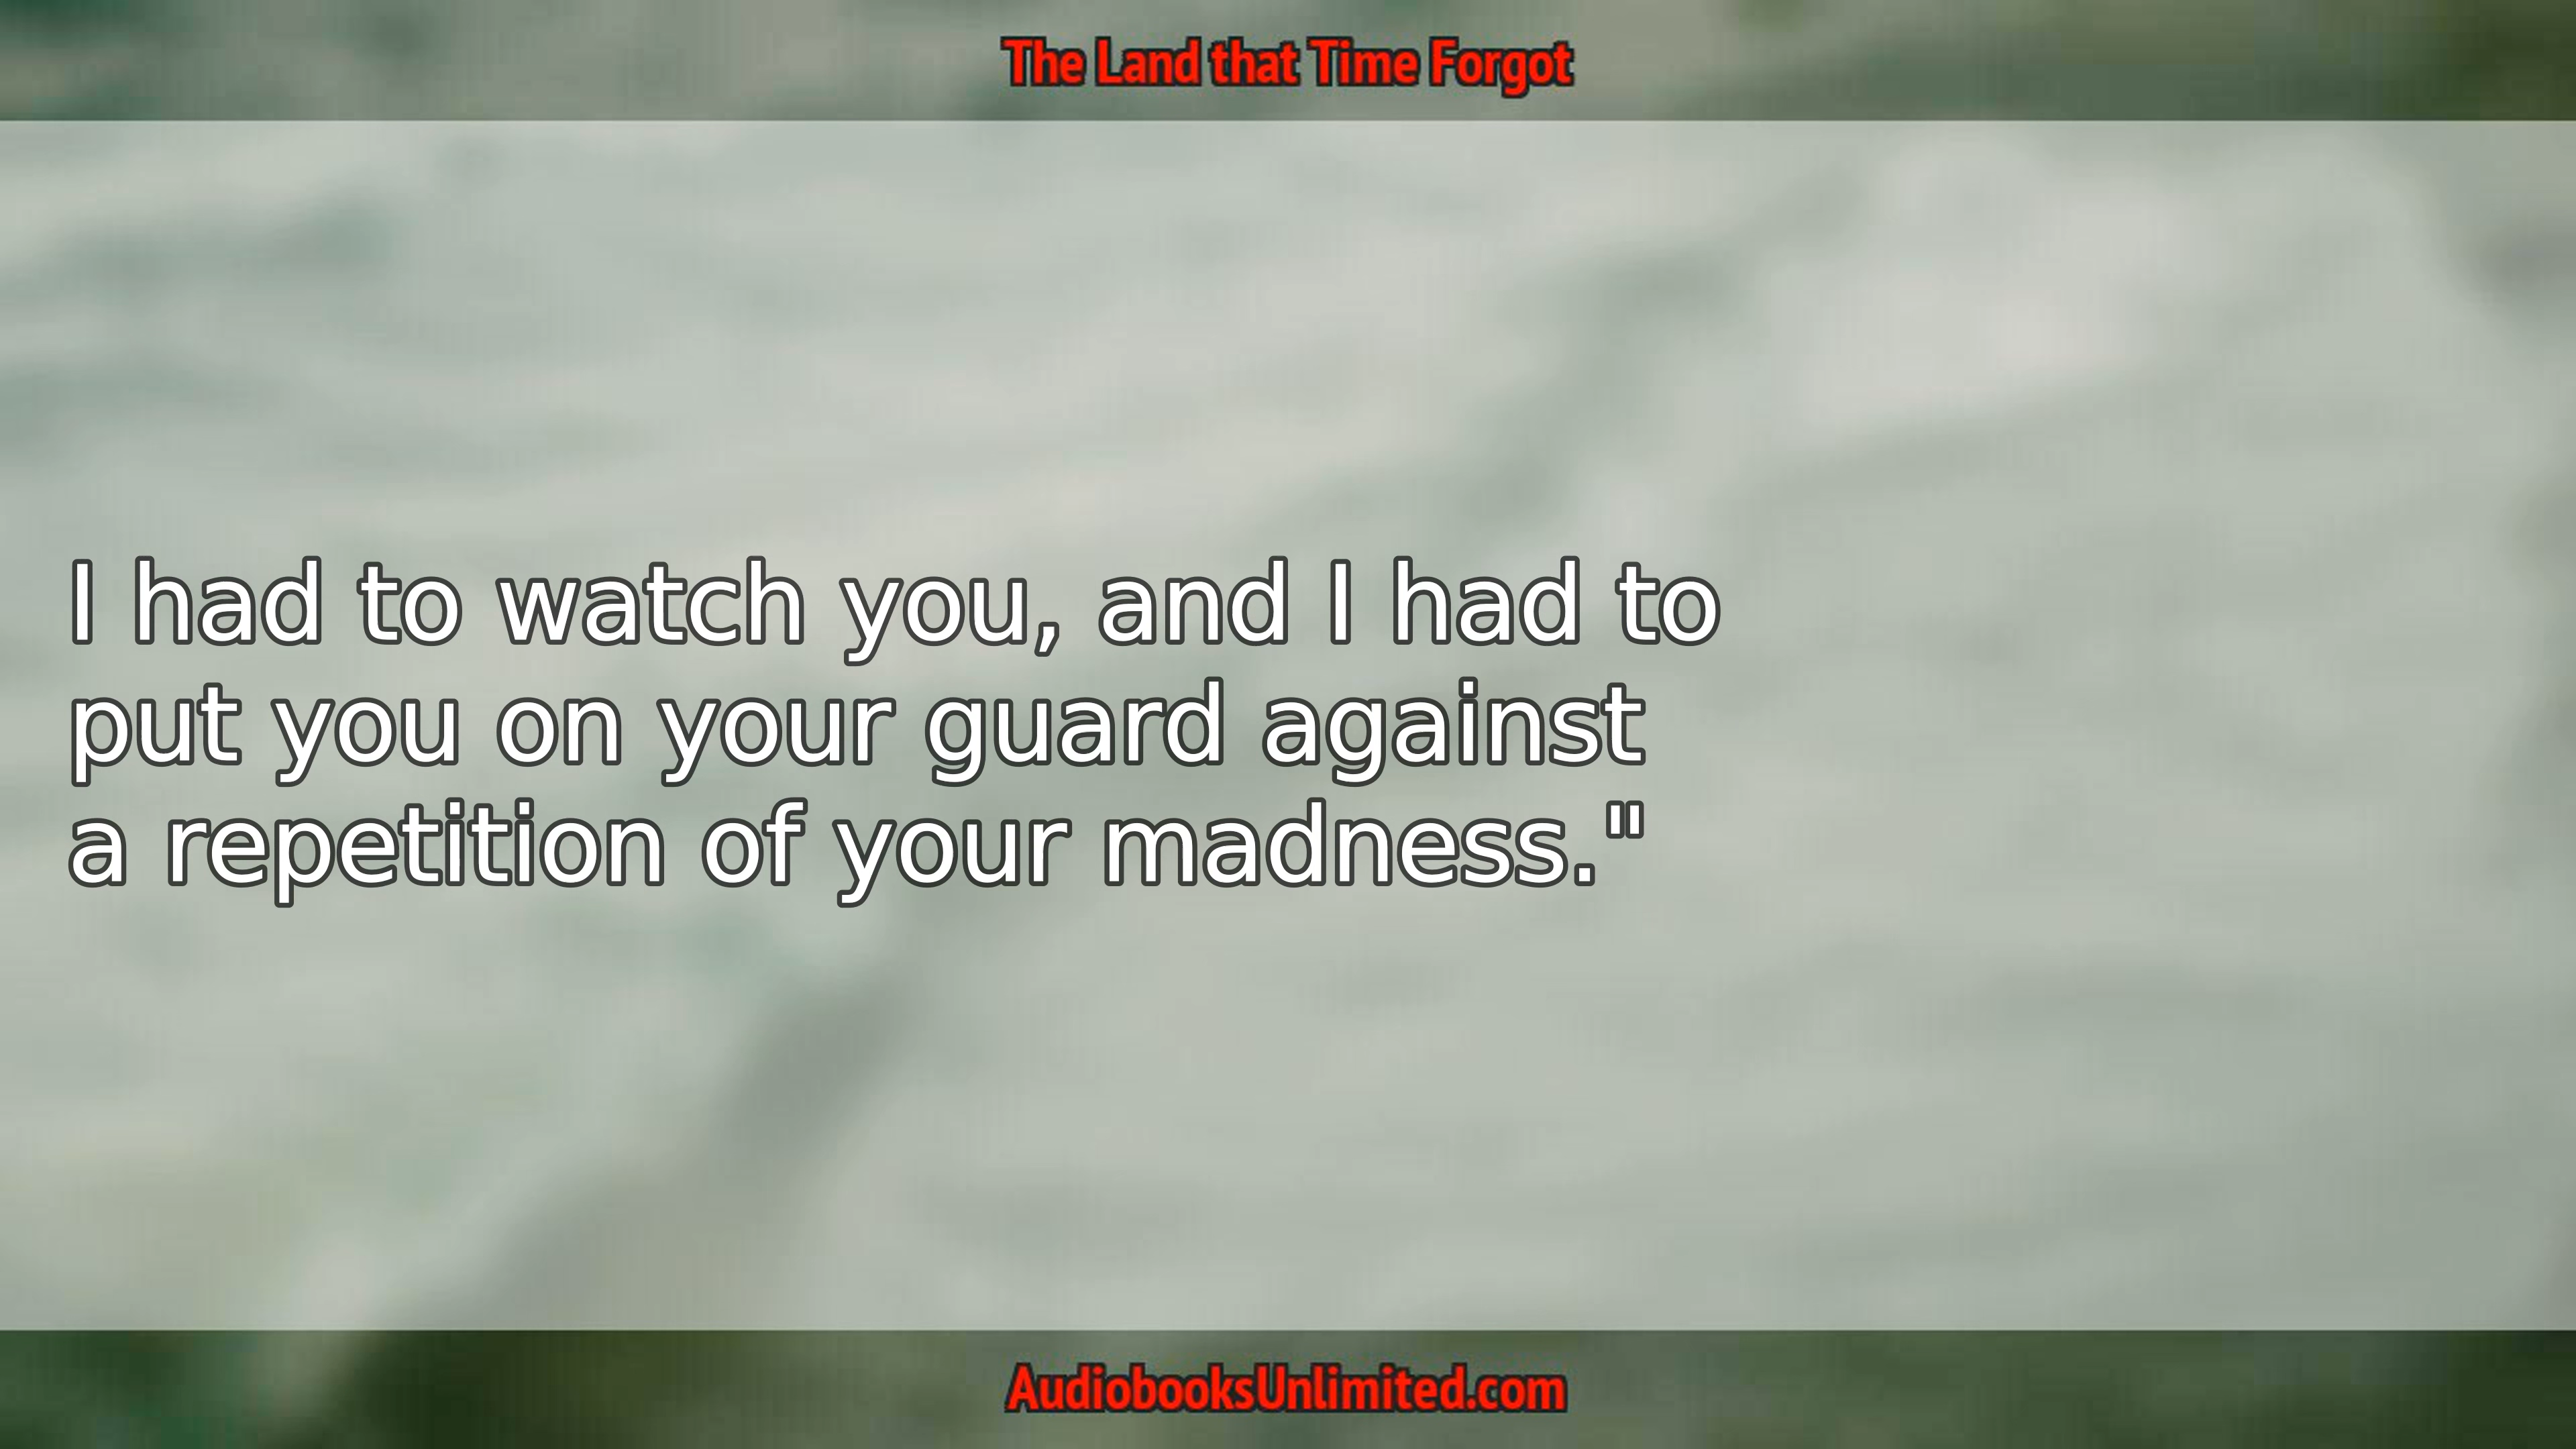 The Land that Time Forgot
I had to watch you, and I had to
put you on your guard against
a repetition of your madness."
AudiobooksUnlimited.com